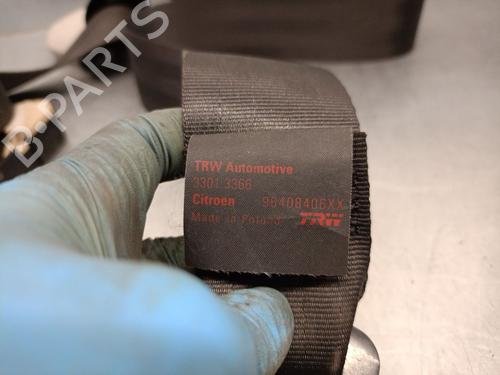 B-PARTS
TRW Automotive
3301 3366
Citroen 96408406XX
Made in Poland TRW